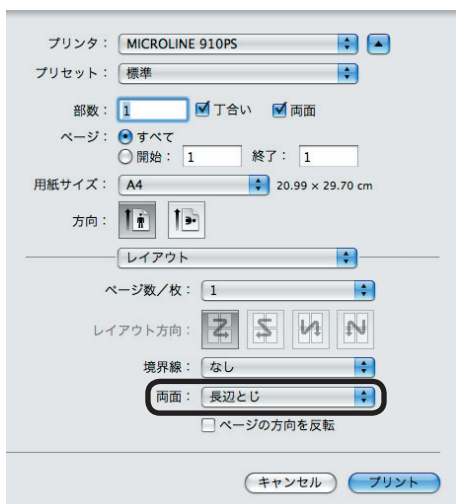 プリンタ： MICROLINE 910PS
プリセット： 標準
部数： 1 丁合い 両面
ページ： すべて
開始： 1 終了： 1
用紙サイズ： A4 20.99 × 29.70 cm
方向：
レイアウト
ページ数／枚： 1
レイアウト方向：
境界線： なし
両面： 長辺とじ
ページの方向を反転
キャンセル プリント